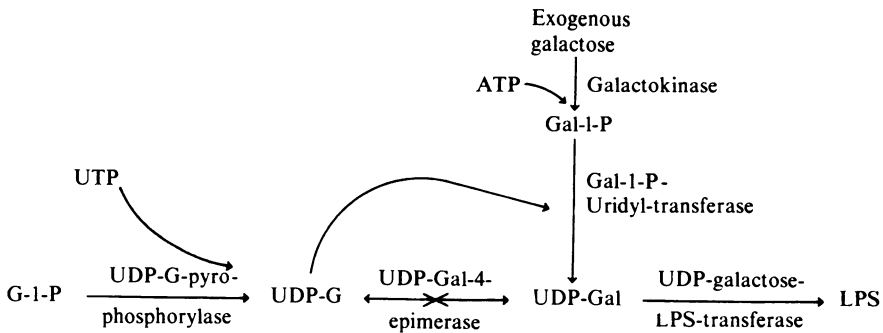 Exogenous
galactose
ATP
Galactokinase
Gal-1-P
UTP
Gal-1-P-
Uridyl-transferase
UDP-G-pyro-
UDP-Gal-4-
UDP-galactose-
G-1-P
UDP-G
UDP-Gal
LPS
phosphorylase
epimerase
LPS-transferase